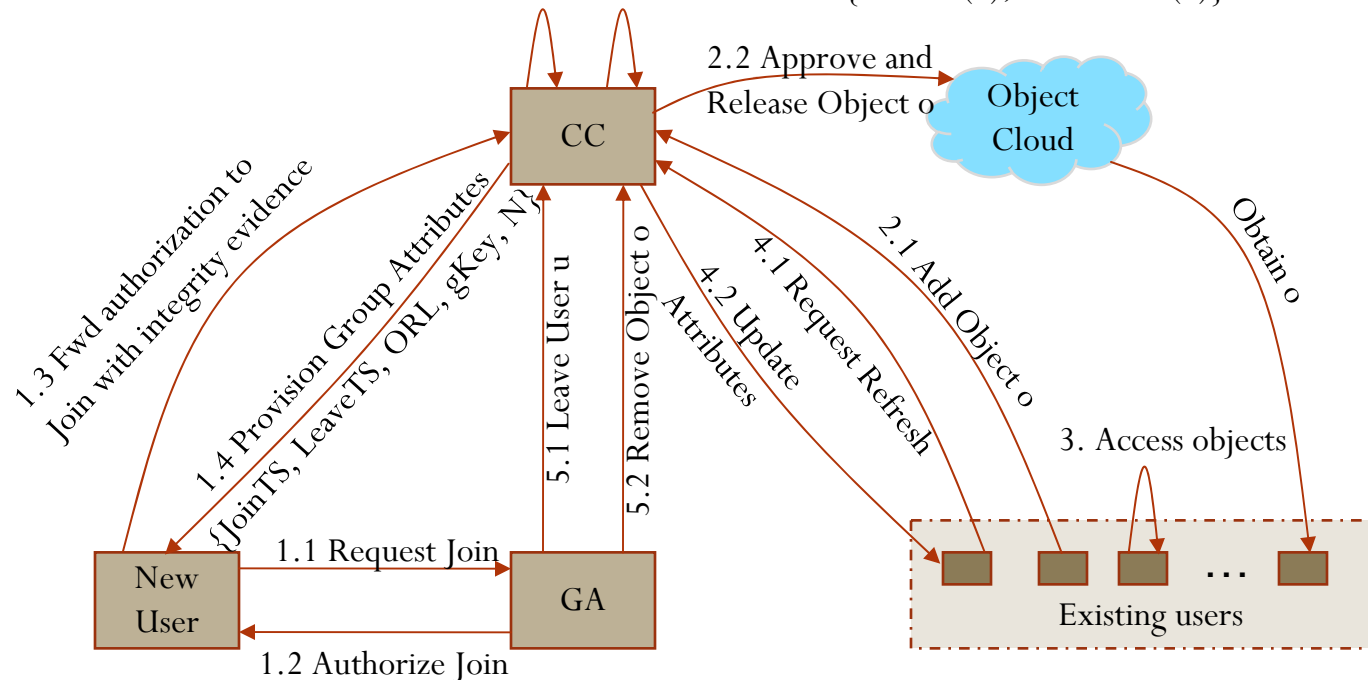 2.2 Approve and
Release Object o
Object
Cloud
CC
1.3 Fwd authorization to
Join with integrity evidence
1.4 Provision Group Attributes
{JoinTS, LeaveTS, ORL, gKey, N}
5.1 Leave User u
5.2 Remove Object o
4.2 Update
Attributes
4.1 Request Refresh
2.1 Add Object o
Obtain o
3. Access objects
New
User
1.1 Request Join
GA
1.2 Authorize Join
...
Existing users